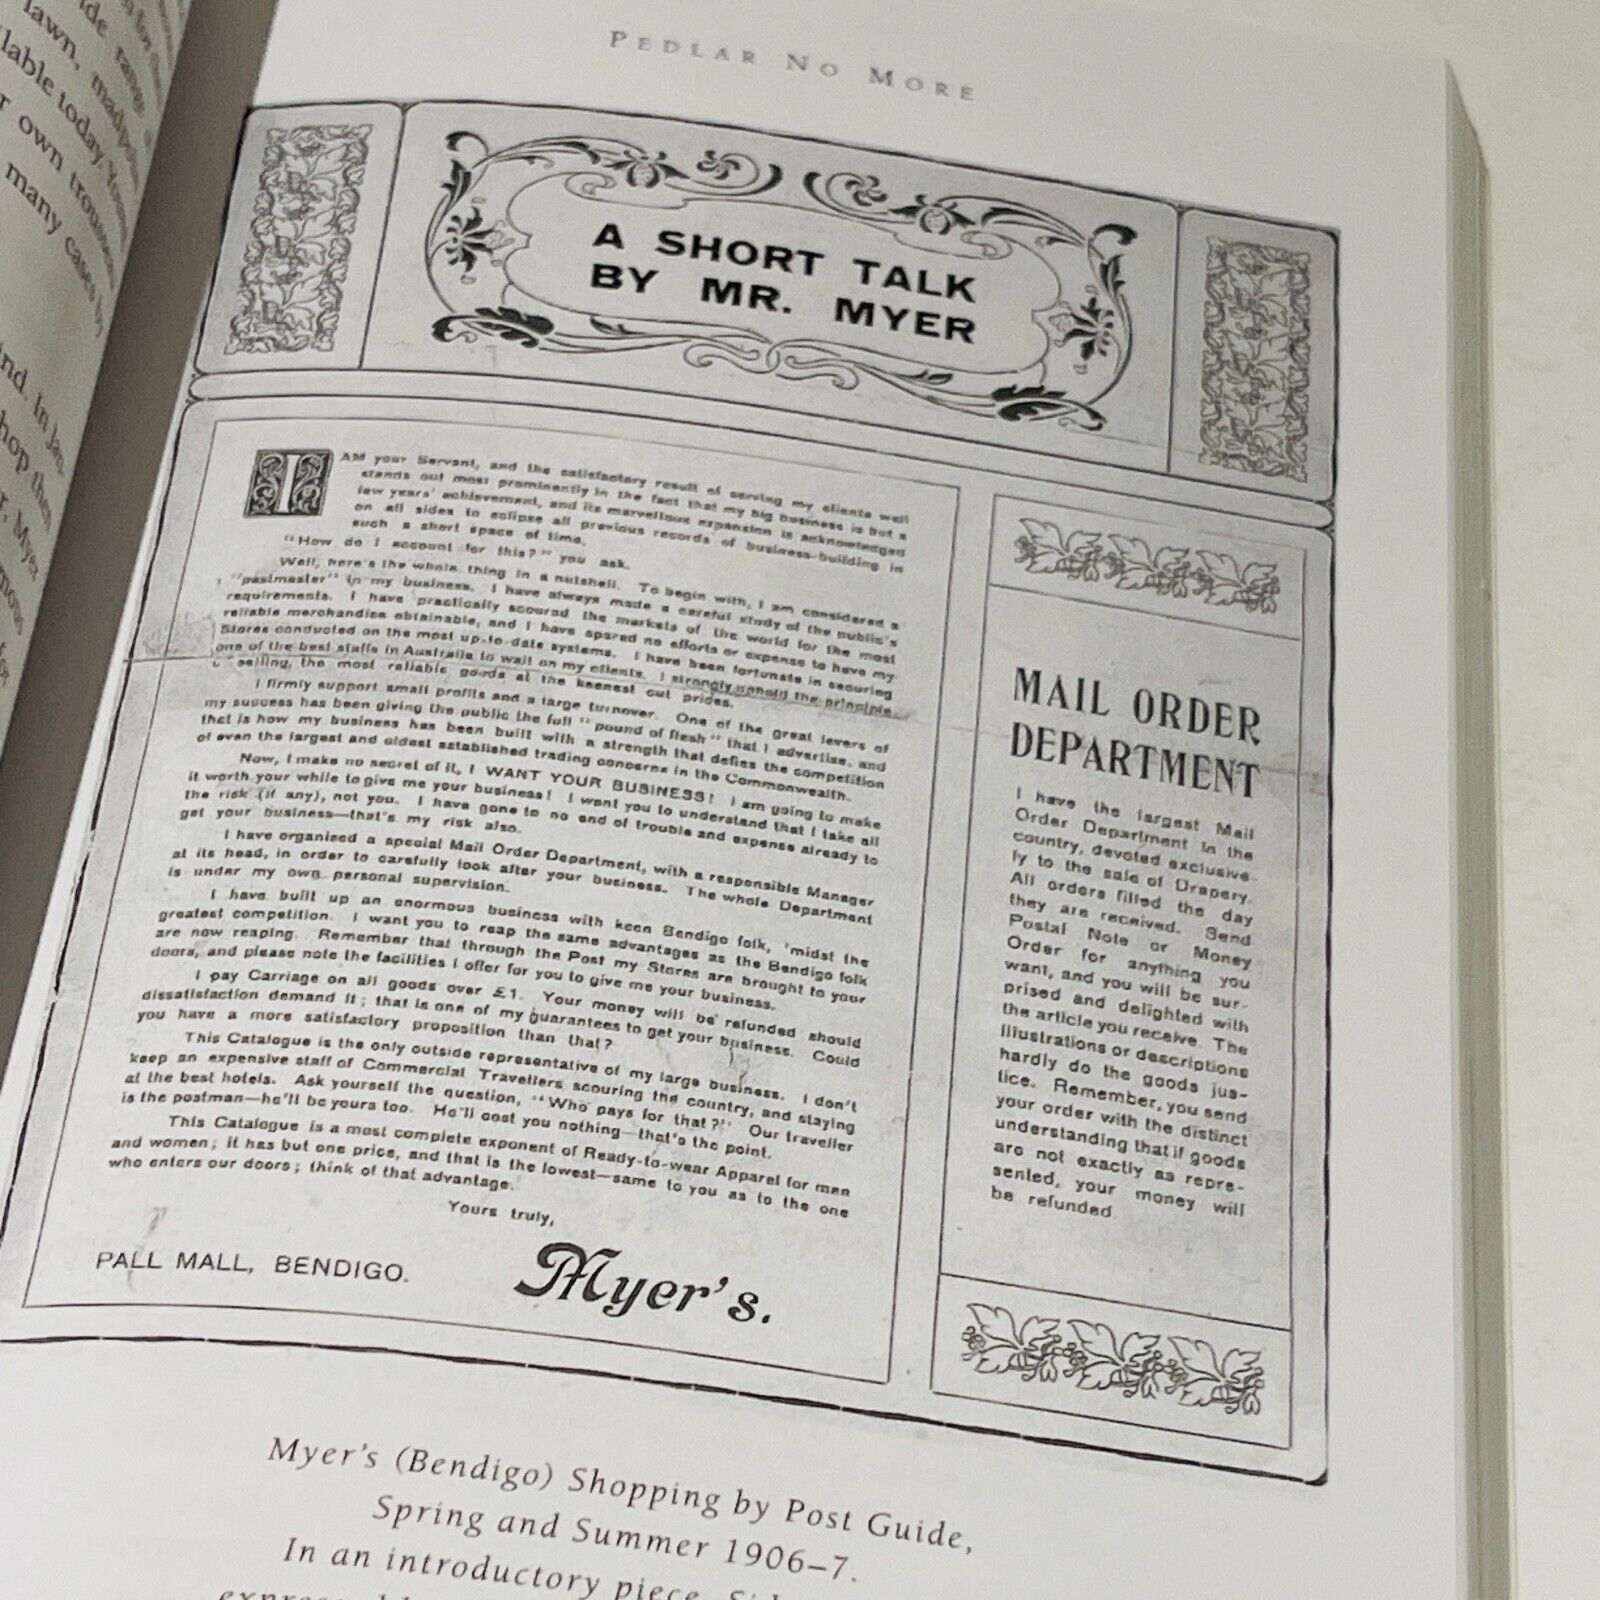 lawn, madpolam
lable today. Myer
own trousers
many cases by
nd. In Jan-
hop then
r. Myer
PEDLAR NO MORE
A SHORT TALK
BY MR. MYER
I AM your Servant, and the satisfactory result of serving my clients well
stands out most prominently in the fact that my big business is but a
few years' achievement, and its marvellous expansion is acknowledged
on all sides to eclipse all previous records of business-building in
such a short space of time.
"How do I account for this?" you ask.
Well, here's the whole thing in a nutshell. To begin with, I am considered a
"pastmaster" in my business. I have always made a careful study of the public's
requirements. I have practically scoured the markets of the world for the most
reliable merchandise obtainable, and I have spared no efforts or expense to have my
Stores conducted on the most up-to-date systems. I have been fortunate in securing
one of the best staffs in Australia to wait on my clients. I strongly uphold the principle
selling, the most reliable goods at the keenest cut prices.
I firmly support small profits and a large turnover. One of the great levers of
my success has been giving the public the full "pound of flesh" that I advertise, and
that is how my business has been built with a strength that defies the competition
of even the largest and oldest established trading concerns in the Commonwealth.
Now, I make no secret of it, I WANT YOUR BUSINESS! I am going to make
it worth your while to give me your business! I want you to understand that I take all
the risk (if any), not you. I have gone to no end of trouble and expense already to
get your business—that's my risk also.
I have organised a special Mail Order Department, with a responsible Manager
at its head, in order to carefully look after your business. The whole Department
is under my own personal supervision.
I have built up an enormous business with keen Bendigo folk, 'midst the
greatest competition. I want you to reap the same advantages as the Bendigo folk
are now reaping. Remember that through the Post my Stores are brought to your
doors, and please note the facilities I offer for you to give me your business.
I pay Carriage on all goods over £1. Your money will be refunded should
dissatisfaction demand it; that is one of my guarantees to get your business. Could
you have a more satisfactory proposition than that?
This Catalogue is the only outside representative of my large business. I don't
keep an expensive staff of Commercial Travellers scouring the country, and staying
at the best hotels. Ask yourself the question, "Who pays for that?" Our traveller
is the postman—he'll be yours too. He'll cost you nothing—that's the point.
This Catalogue is a most complete exponent of Ready-to-wear Apparel for men
and women; it has but one price, and that is the lowest—same to you as to the one
who enters our doors; think of that advantage.
Yours truly,
PALL MALL, BENDIGO.
Myer's.
MAIL ORDER
DEPARTMENT
I have the largest Mail
Order Department in the
country, devoted exclusive-
ly to the sale of Drapery.
All orders filled the day
they are received. Send
Postal Note or Money
Order for anything you
want, and you will be sur-
prised and delighted with
the article you receive. The
illustrations or descriptions
hardly do the goods jus-
tice. Remember, you send
your order with the distinct
understanding that if goods
are not exactly as repre-
sented, your money will
be refunded.
Myer's (Bendigo) Shopping by Post Guide,
Spring and Summer 1906–7.
In an introductory piece,